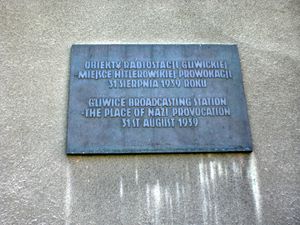 OBIEKTY RADIOSTACJI GLIWICKIEJ
-MIEJSCE HITLEROWSKIEJ PROWOKACJI
31 SIERPNIA 1939 ROKU
GLIWICE BROADCASTING STATION
-THE PLACE OF NAZI PROVOCATION
31ST AUGUST 1939